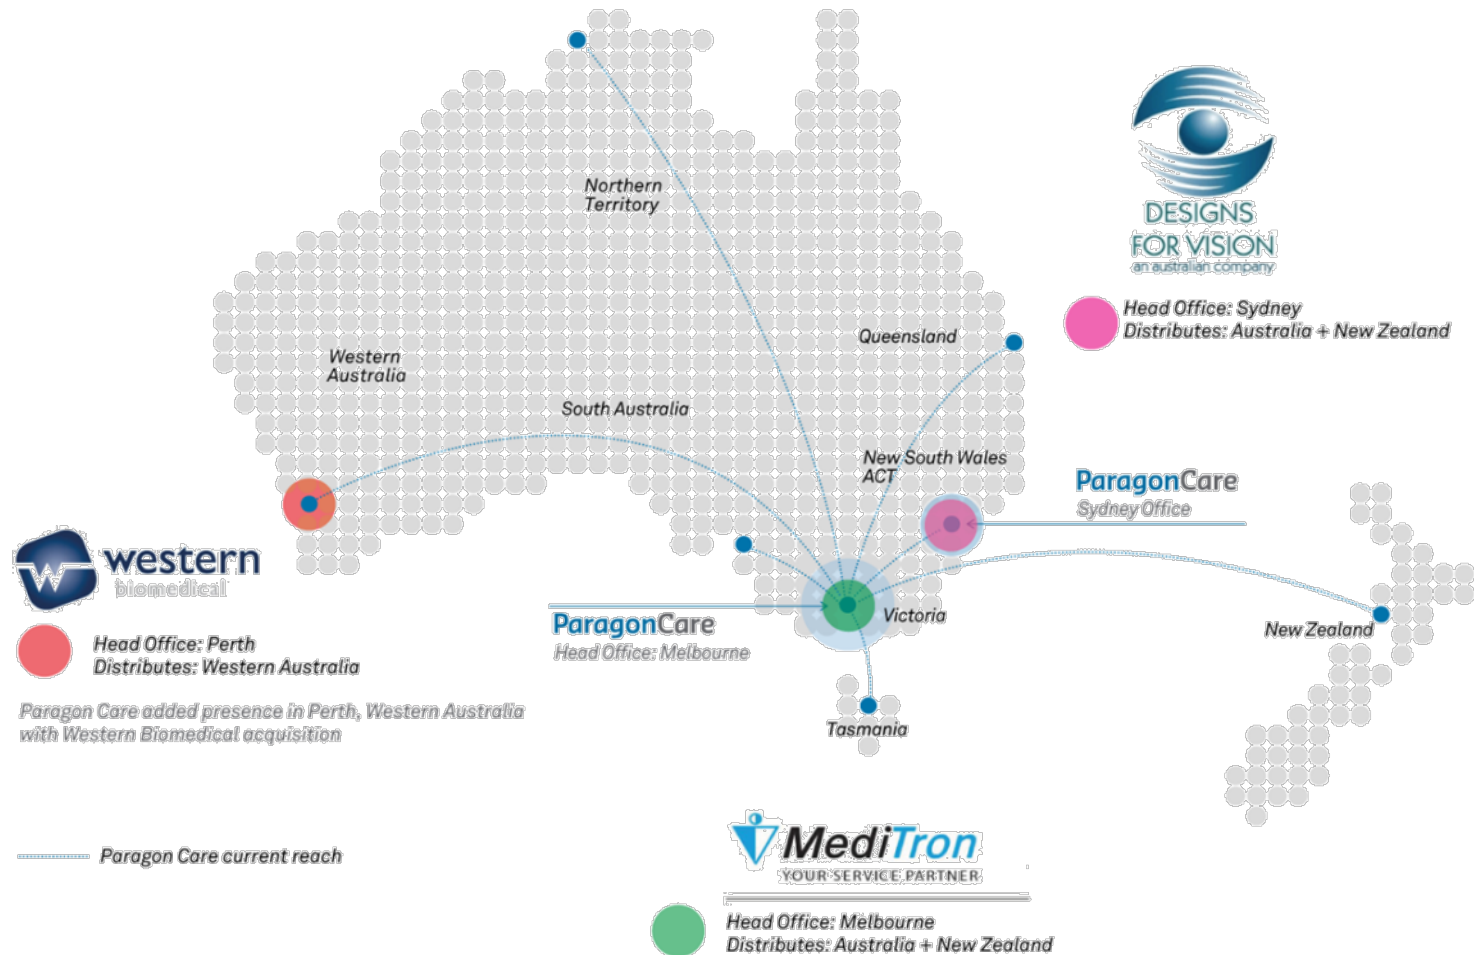 Northern
Territory
DESIGNS
FOR VISION
an australian company
Head Office: Sydney
Distributes: Australia + New Zealand
Queensland
Western
Australia
South Australia
New South Wales
ACT
ParagonCare
Sydney Office
western
biomedical
Head Office: Perth
Distributes: Western Australia
Paragon Care added presence in Perth, Western Australia
with Western Biomedical acquisition
ParagonCare
Head Office: Melbourne
Victoria
New Zealand
Tasmania
Paragon Care current reach
MediTron
YOUR SERVICE PARTNER
Head Office: Melbourne
Distributes: Australia + New Zealand